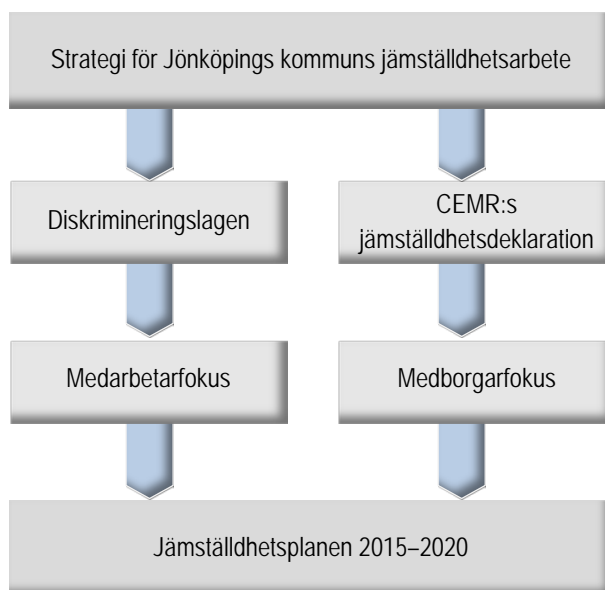 Strategi för Jönköpings kommuns jämställdhetsarbete
Diskrimineringslagen
CEMR:s
jämställdhetsdeklaration
Medarbetarfokus
Medborgarfokus
Jämställdhetsplanen 2015–2020